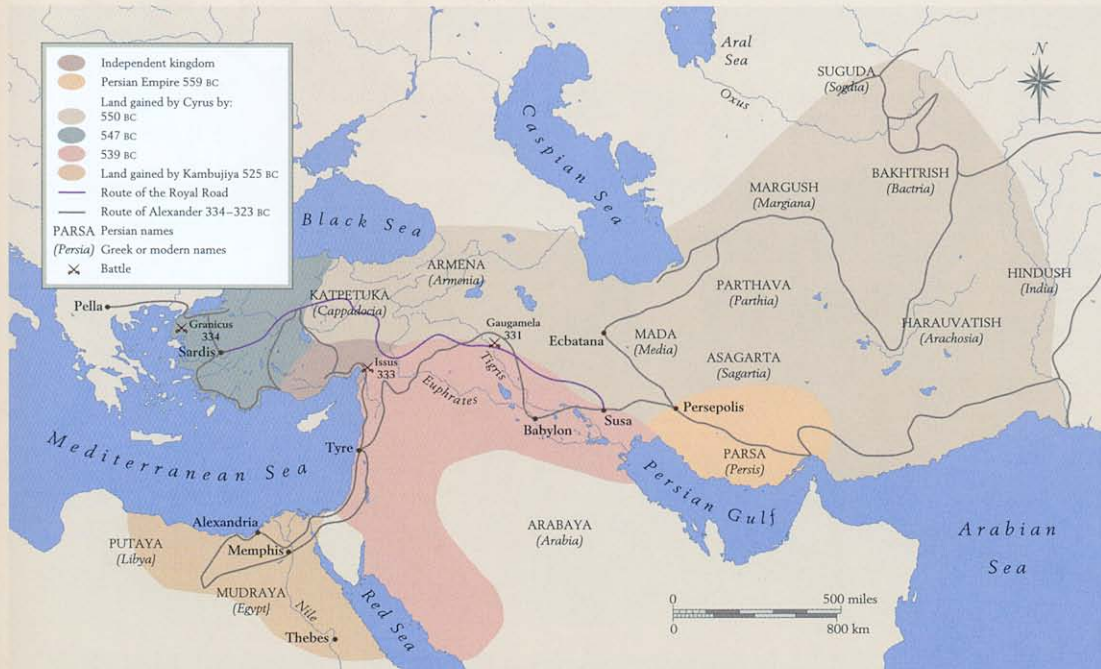 Independent kingdom
Persian Empire 559 BC
Land gained by Cyrus by:
550 BC
547 BC
539 BC
Land gained by Kambujiya 525 BC
Route of the Royal Road
Route of Alexander 334–323 BC
PARSA Persian names
(Persia) Greek or modern names
Battle
Aral
Sea
N
SUGUDA
(Sogdia)
Oxus
Caspian Sea
BAKHTRISH
(Bactria)
MARGUSH
(Margiana)
Black Sea
ARMENA
(Armenia)
HINDUSH
(India)
PARTHAVA
(Parthia)
KATPETUKA
(Cappadocia)
Pella
Granicus
334
Sardis
Gaugamela
331
Ecbatana
MADA
(Media)
HARAUVATISH
(Arachosia)
Issus
333
Tigris
ASAGARTA
(Sagartia)
Euphrates
Persepolis
Susa
Babylon
Mediterranean Sea
Tyre
PARSA
(Persis)
Persian Gulf
Alexandria
ARABAYA
(Arabia)
Arabian
Sea
PUTAYA
(Libya)
Memphis
MUDRAYA
(Egypt)
Nile
Red Sea
Thebes
0 500 miles
0 800 km